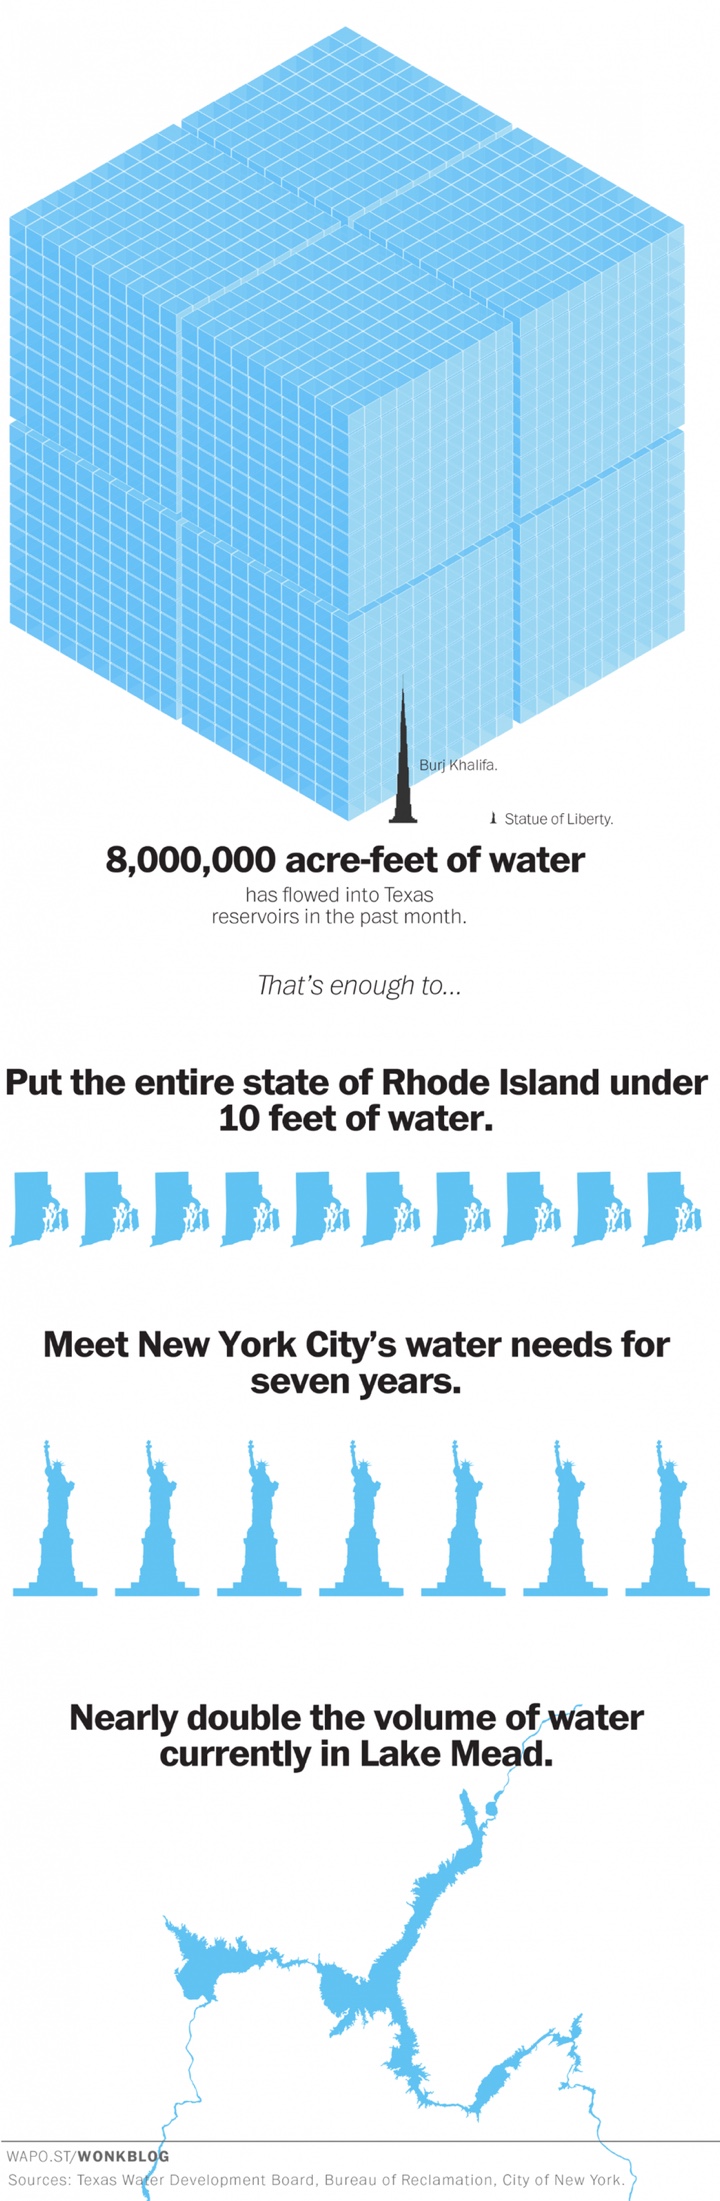 Burj Khalifa.
Statue of Liberty.
8,000,000 acre-feet of water
has flowed into Texas
reservoirs in the past month.
That's enough to...
Put the entire state of Rhode Island under
10 feet of water.
Meet New York City's water needs for
seven years.
Nearly double the volume of water
currently in Lake Mead.
WAPO.ST/WONKBLOG
Sources: Texas Water Development Board, Bureau of Reclamation, City of New York.